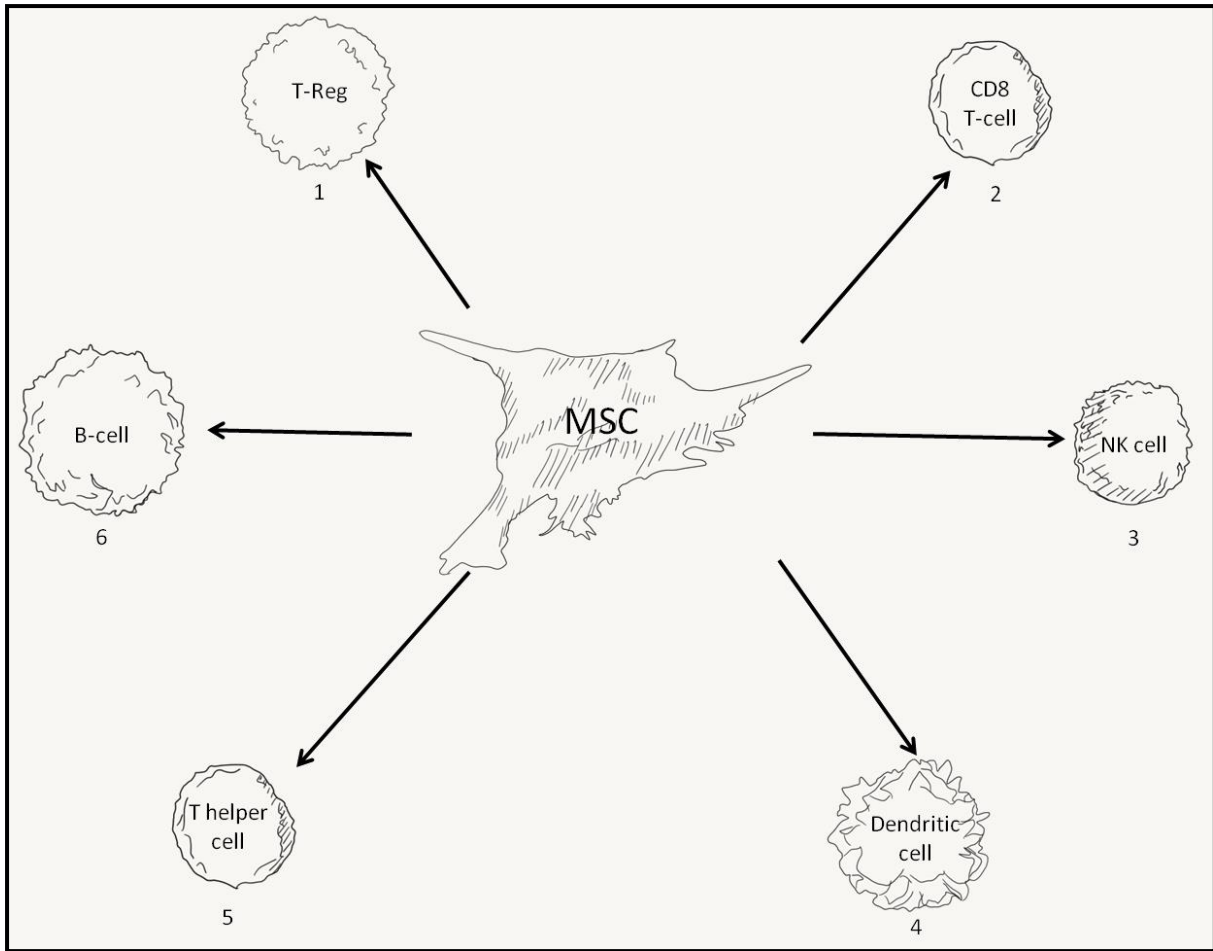 T-Reg
1
CD8
T-cell
2
MSC
B-cell
6
NK cell
3
T helper
cell
5
Dendritic
cell
4